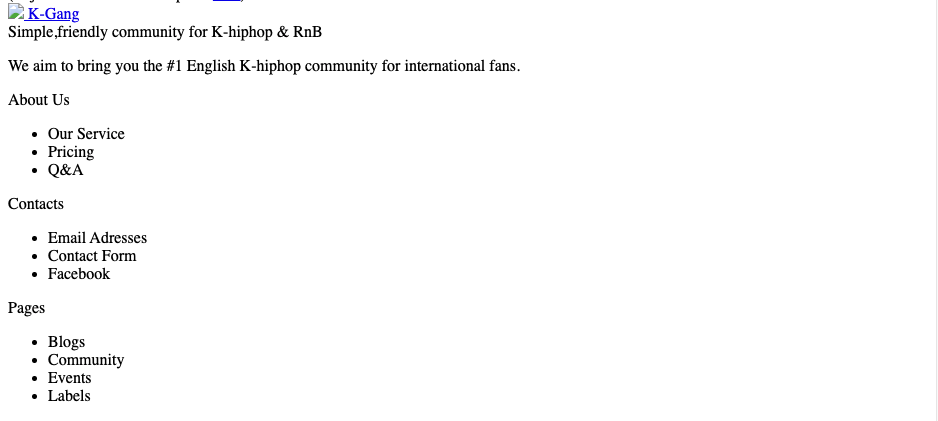 K-Gang
Simple,friendly community for K-hiphop & RnB
We aim to bring you the #1 English K-hiphop community for international fans.
About Us
Our Service
Pricing
Q&A
Contacts
Email Adresses
Contact Form
Facebook
Pages
Blogs
Community
Events
Labels